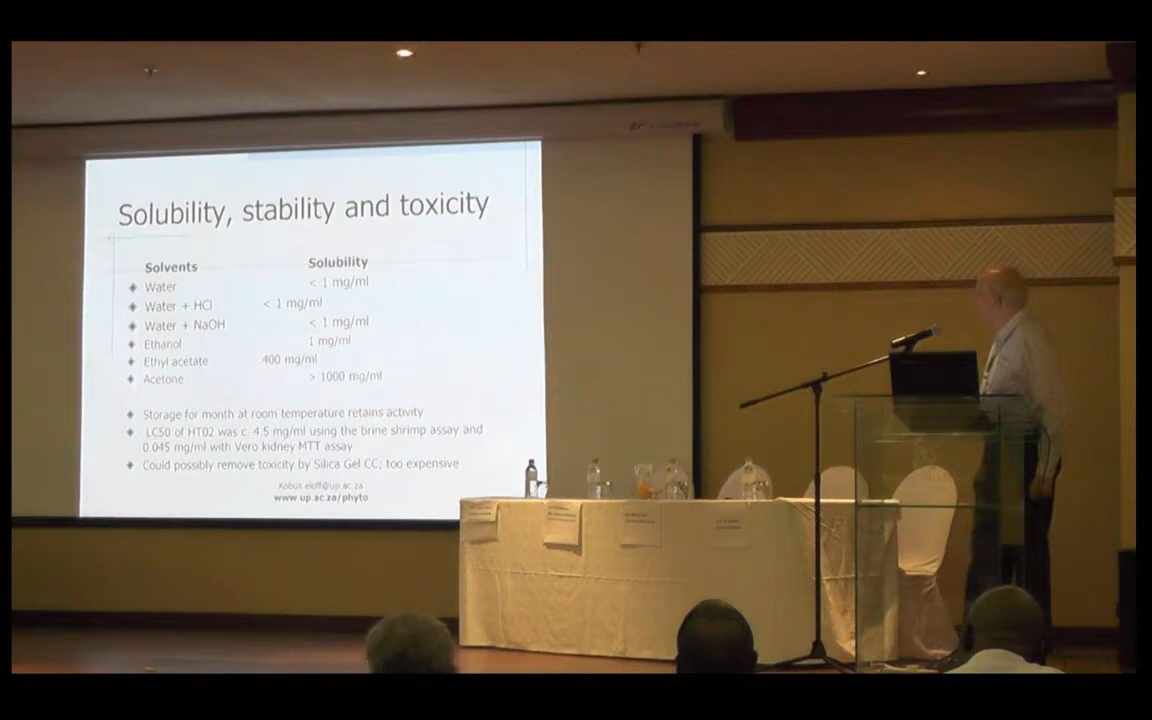 Solubility, stability and toxicity
Solvents Solubility
Water < 1 mg/ml
Water + HCl < 1 mg/ml
Water + NaOH < 1 mg/ml
Ethanol 1 mg/ml
Ethyl acetate 400 mg/ml
Acetone > 1000 mg/ml
Storage for month at room temperature retains activity
LC50 of HT02 was c. 4.5 mg/ml using the brine shrimp assay and
0.045 mg/ml with Vero kidney MTT assay
Could possibly remove toxicity by Silica Gel CC; too expensive
Kobus.eloff@up.ac.za
www.up.ac.za/phyto